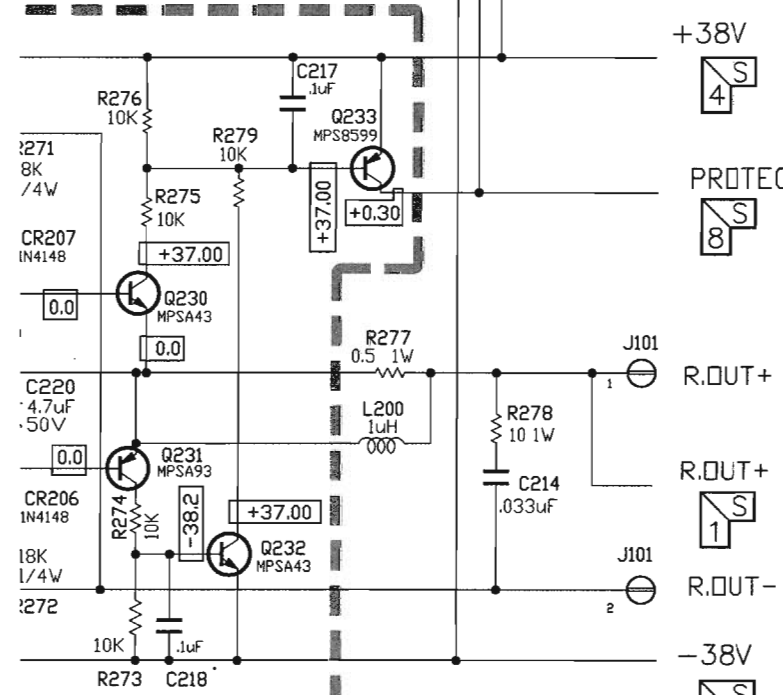 +38V
S
4
C217
.1uF
R276
10K
Q233
MPS8599
R279
10K
R271
8K
/4W
+37.00
+0.30
PROTEC
S
8
R275
10K
CR207
1N4148
+37.00
Q230
MPSA43
0.0
0.0
R277
0.5 1W
J101
1
R.OUT+
C220
4.7uF
50V
L200
1uH
R278
10 1W
0.0
Q231
MPSA93
R.OUT+
S
1
CR206
1N4148
R274
10K
-38.2
+37.00
C214
.033uF
Q232
MPSA43
18K
1/4W
R272
J101
2
R.OUT-
10K
R273
.1uF
C218
-38V
S